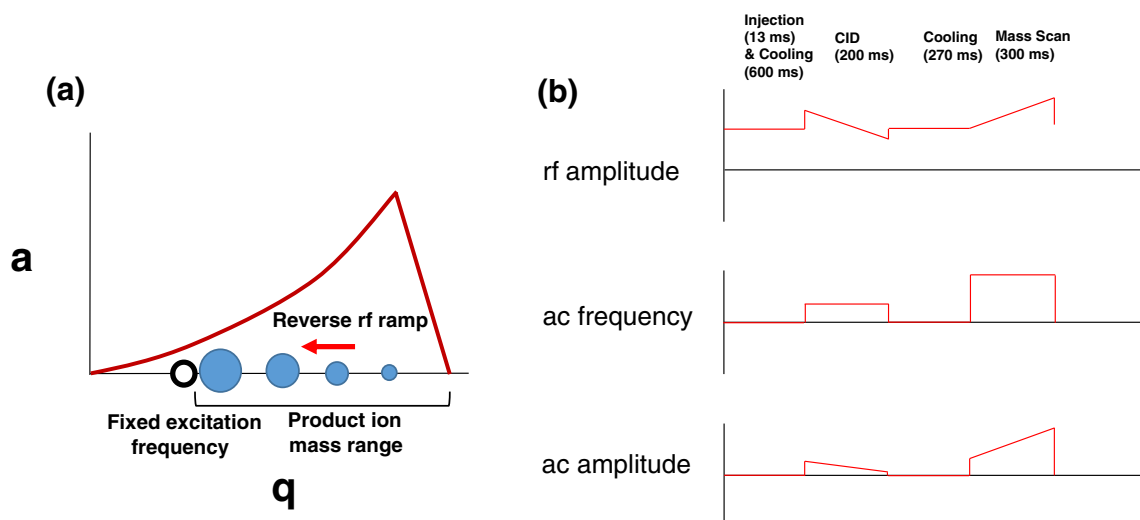 (a)
a
Reverse rf ramp
Fixed excitation
frequency
Product ion
mass range
q
(b)
Injection
(13 ms)
& Cooling
(600 ms)
CID
(200 ms)
Cooling
(270 ms)
Mass Scan
(300 ms)
rf amplitude
ac frequency
ac amplitude